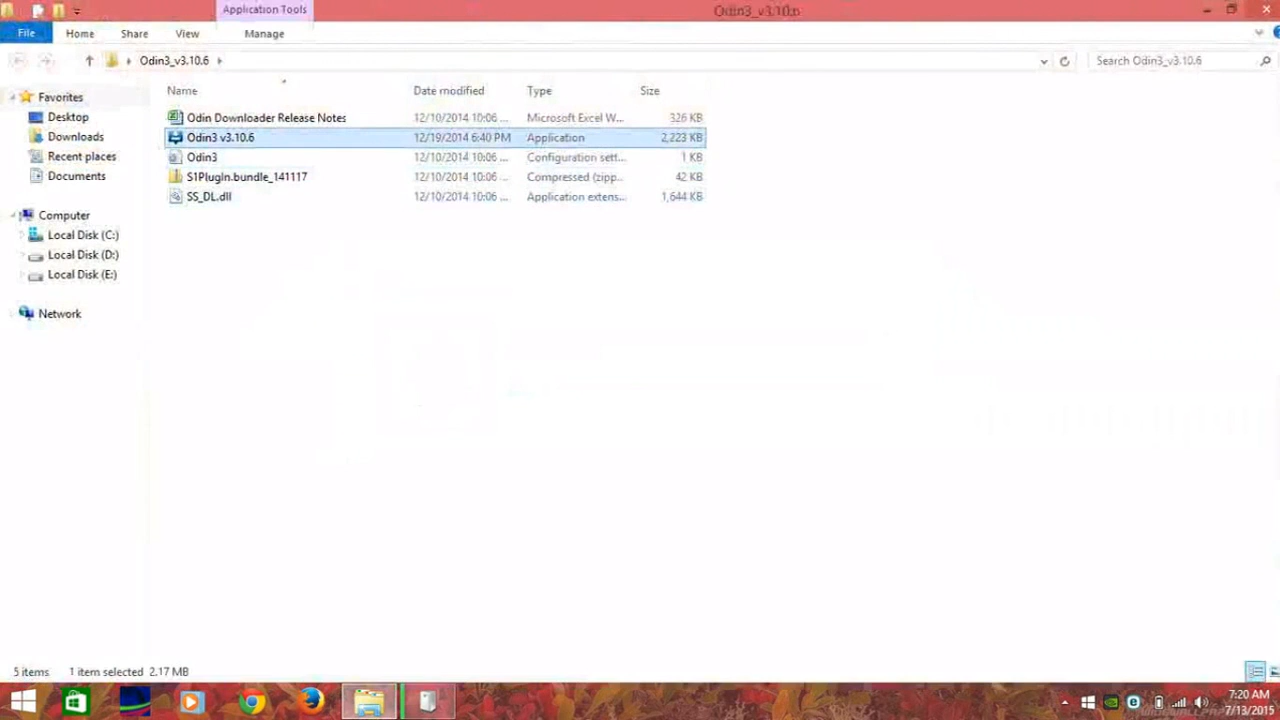 Application Tools
Odin3_v3.10.6
File Home Share View Manage
Odin3_v3.10.6
Search Odin3_v3.10.6
Name Date modified Type Size
Favorites
Desktop
Downloads
Recent places
Documents
Computer
Local Disk (C:)
Local Disk (D:)
Local Disk (E:)
Network
Odin Downloader Release Notes 12/10/2014 10:06 ... Microsoft Excel W... 326 KB
Odin3 v3.10.6 12/19/2014 6:40 PM Application 2,223 KB
Odin3 12/10/2014 10:06 ... Configuration sett... 1 KB
S1PlugIn.bundle_141117 12/10/2014 10:06 ... Compressed (zipp... 42 KB
SS_DL.dll 12/10/2014 10:06 ... Application extens... 1,644 KB
5 items 1 item selected 2.17 MB
7:20 AM
7/13/2015